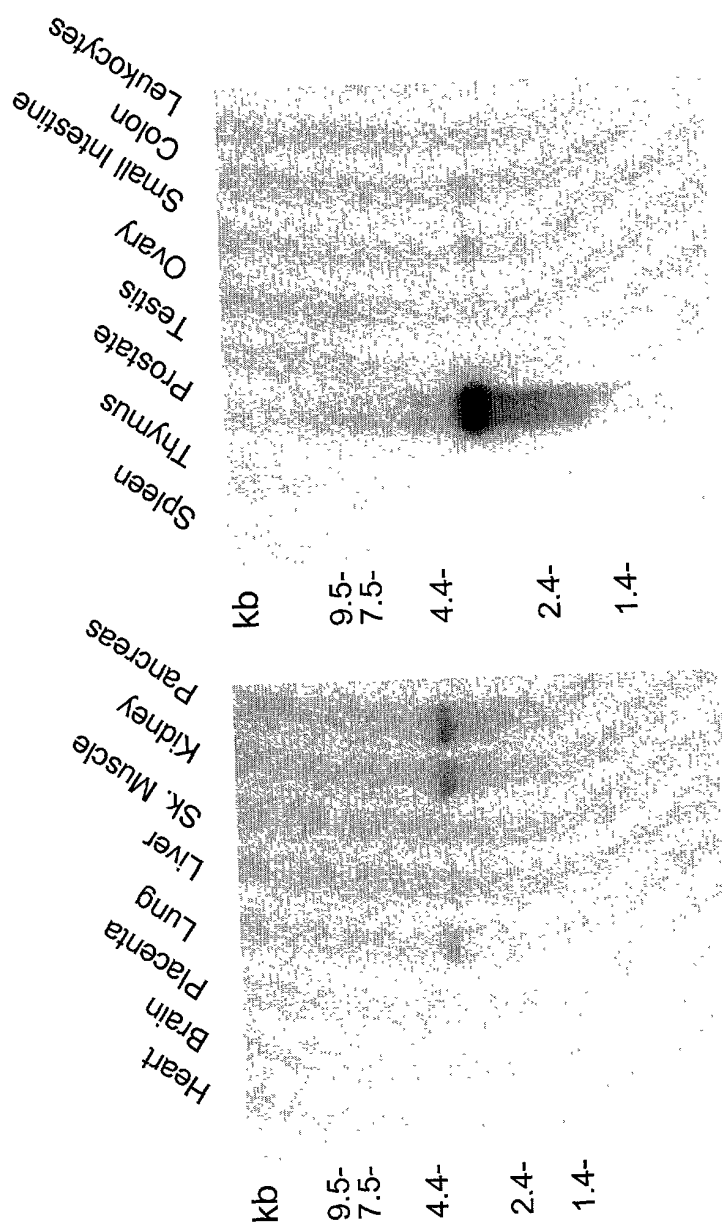 Heart
Brain
Placenta
Lung
Liver
Sk. Muscle
Kidney
Pancreas
kb
9.5-
7.5-
4.4-
2.4-
1.4-
Spleen
Thymus
Prostate
Testis
Ovary
Small Intestine
Colon
Leukocytes
kb
9.5-
7.5-
4.4-
2.4-
1.4-